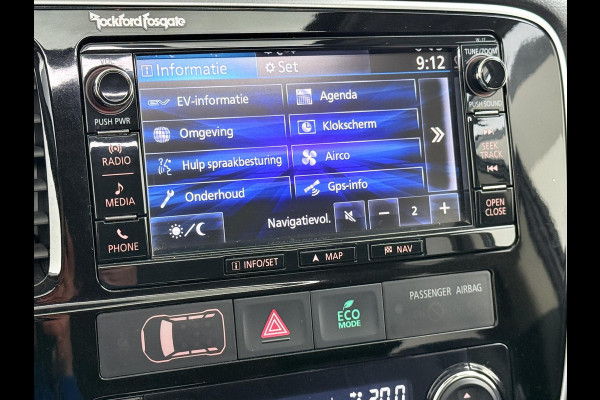 Rockford Fosgate
VOL
TUNE/ZOOM
Informatie
Set
9:12
EV-informatie
Agenda
Omgeving
Klokscherm
Hulp spraakbesturing
Airco
Onderhoud
Gps-info
Navigatievol.
2
PUSH PWR
RADIO
MEDIA
PHONE
PUSH SOUND
SEEK
TRACK
OPEN
CLOSE
INFO/SET
MAP
NAV
ECO
MODE
PASSENGER AIRBAG